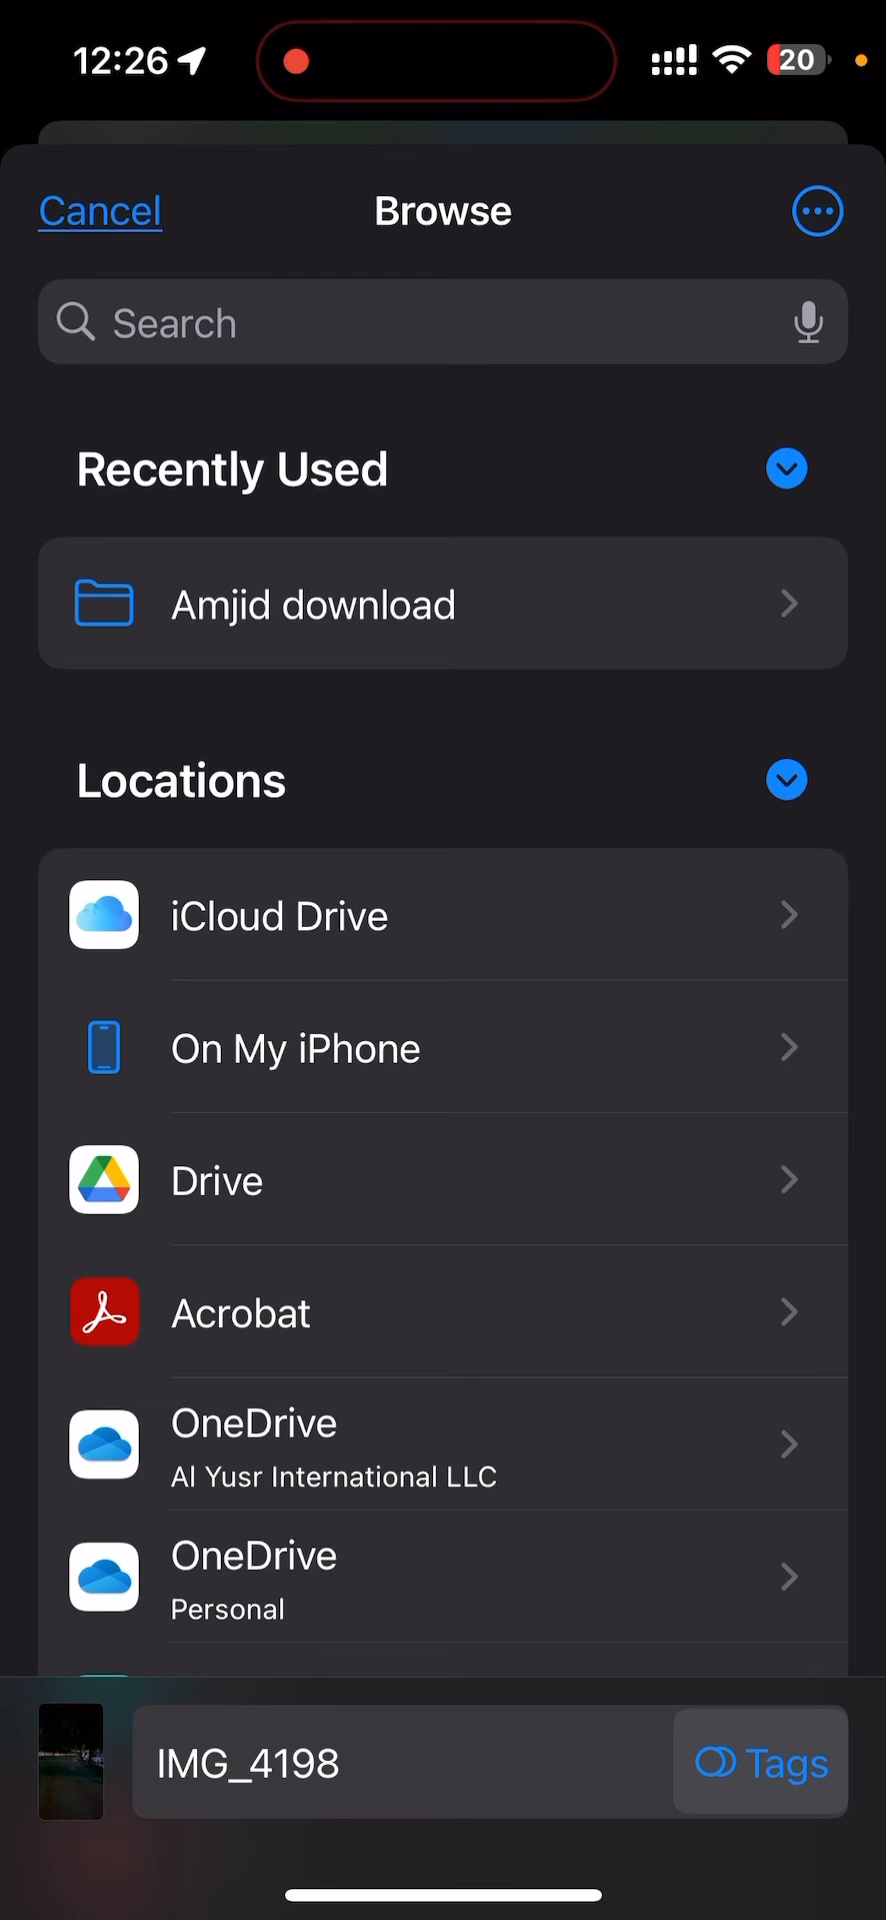 12:26
20
Cancel
Browse
Search
Recently Used
Amjid download
Locations
iCloud Drive
On My iPhone
Drive
Acrobat
OneDrive
Al Yusr International LLC
OneDrive
Personal
IMG_4198
Tags